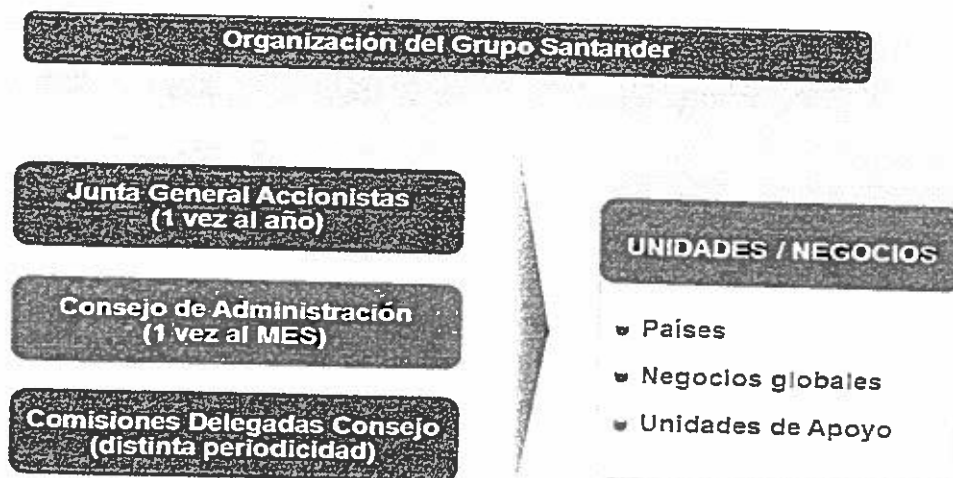 Organización del Grupo Santander
Junta General Accionistas
(1 vez al año)
Consejo de Administración
(1 vez al MES)
Comisiones Delegadas Consejo
(distinta periodicidad)
UNIDADES / NEGOCIOS
Países
Negocios globales
Unidades de Apoyo